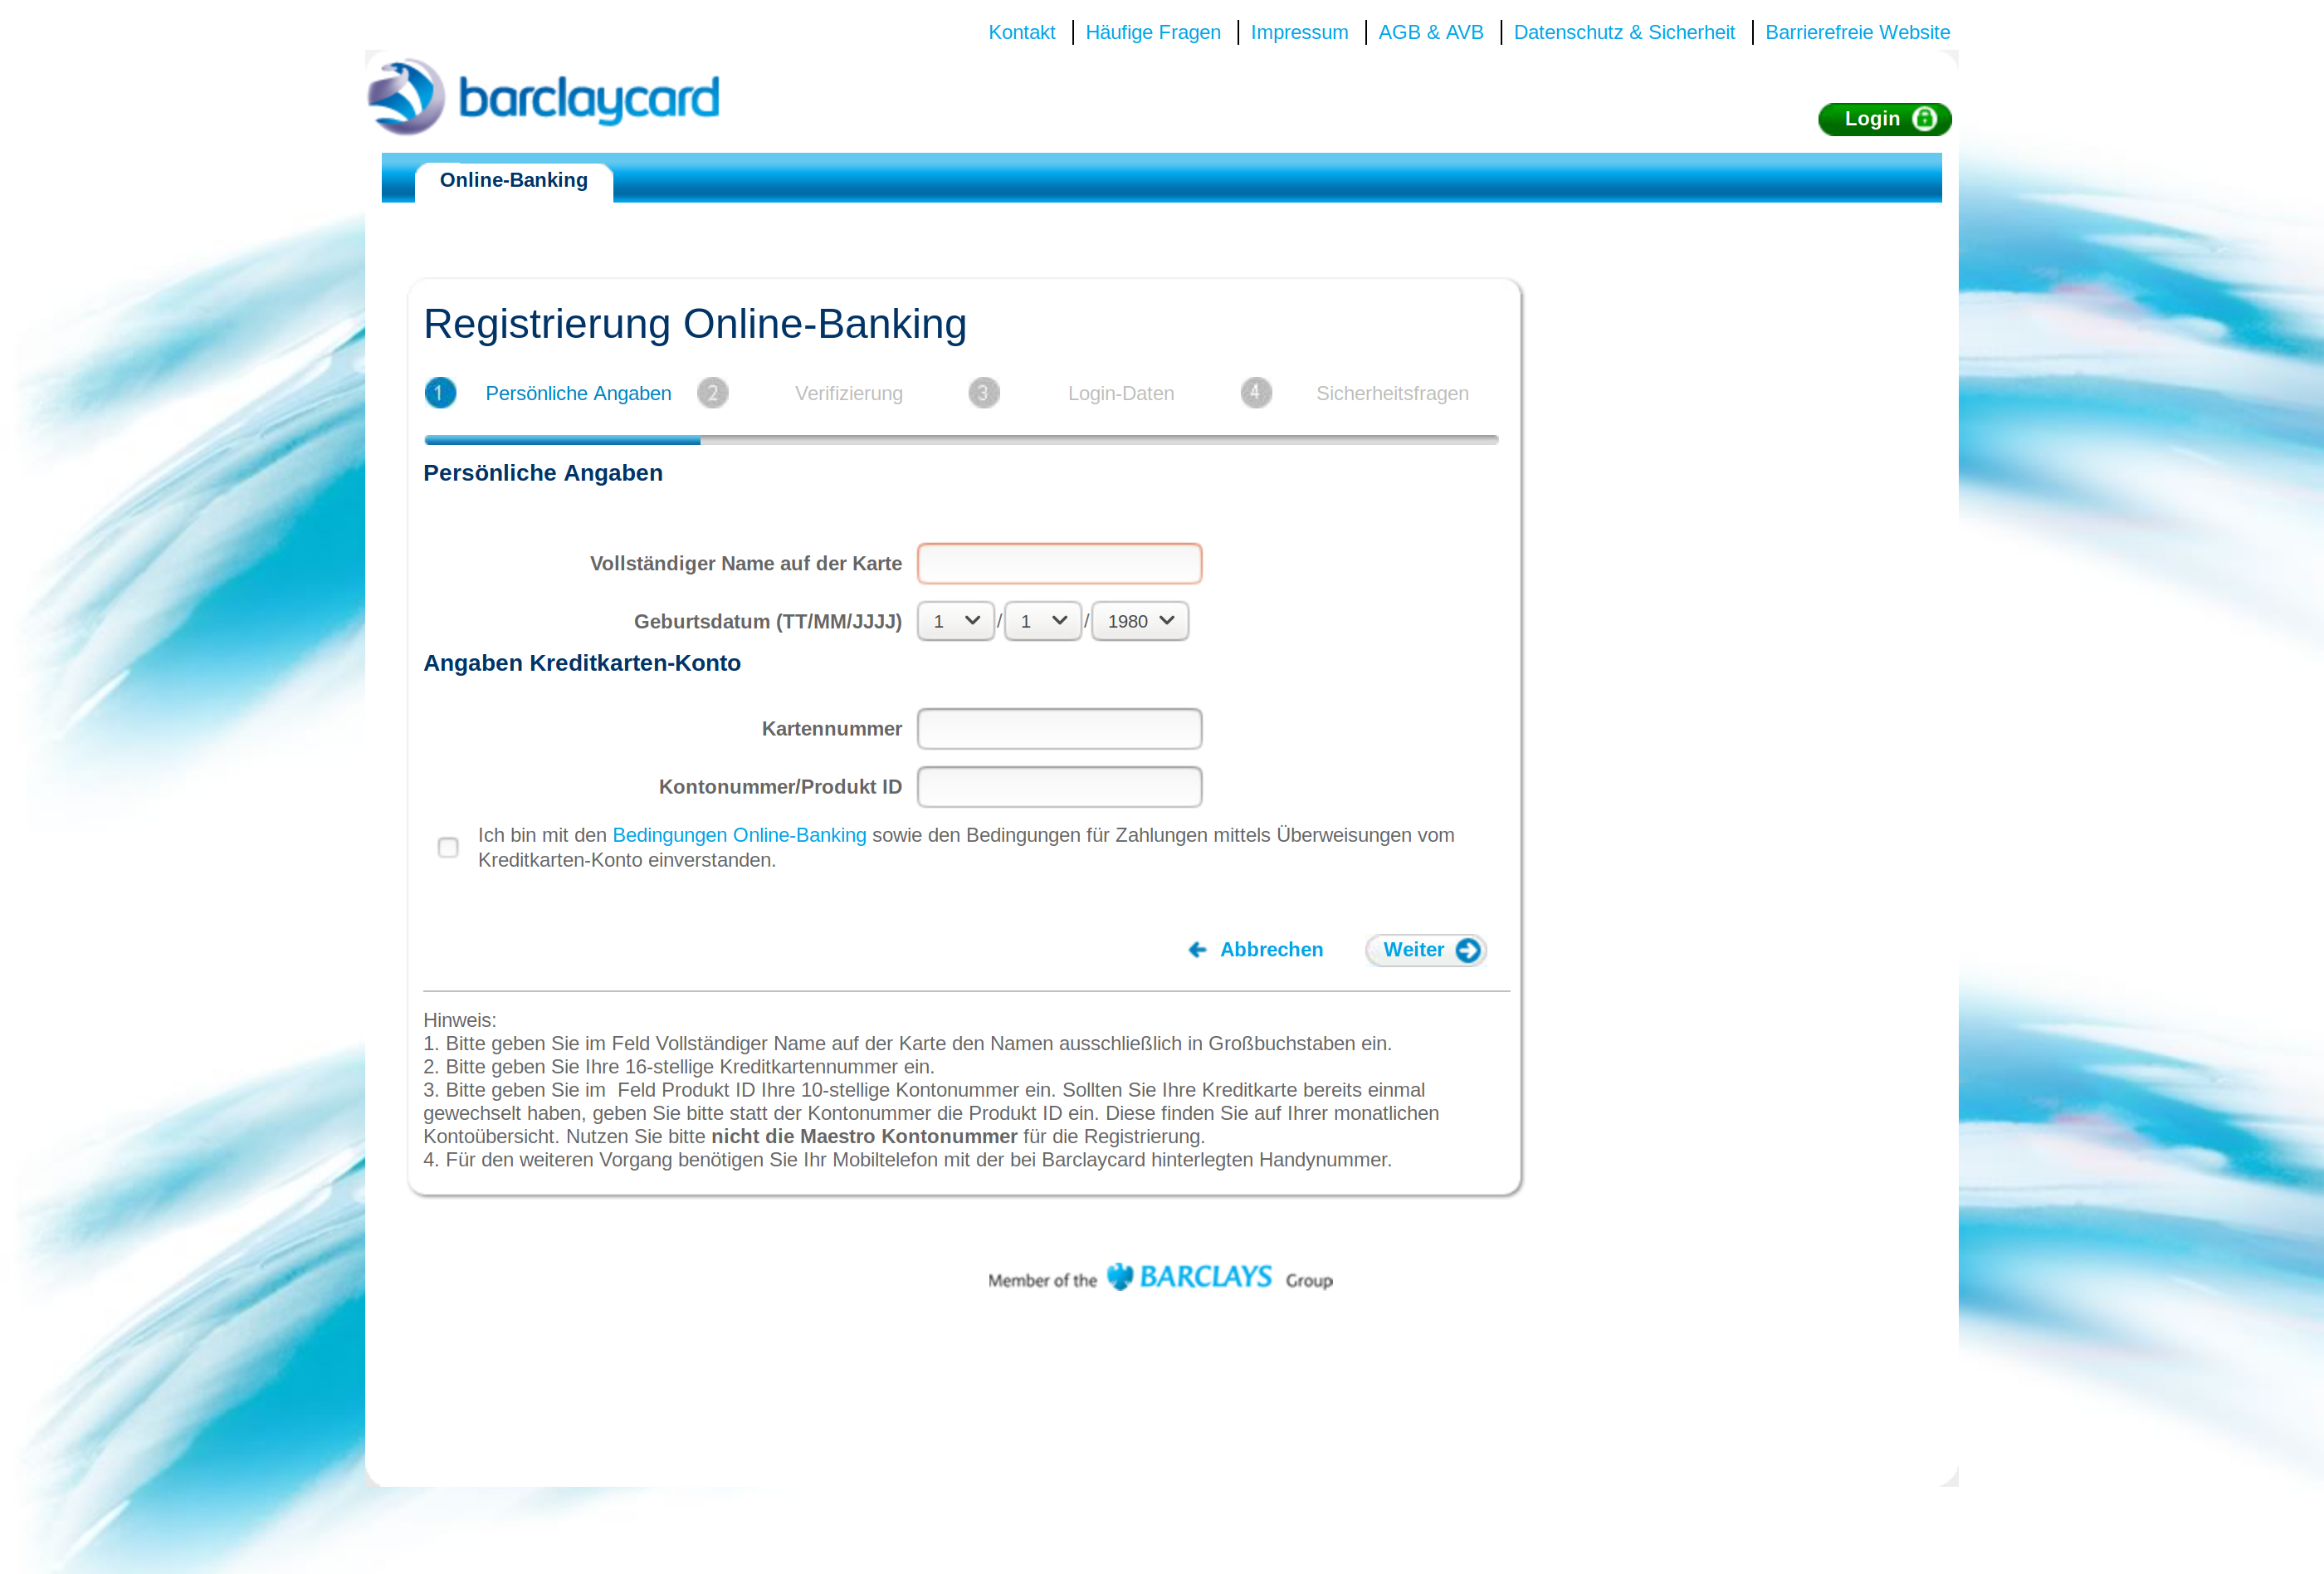 Kontakt Häufige Fragen Impressum AGB & AVB Datenschutz & Sicherheit Barrierefreie Website
barclaycard
Login
Online-Banking
Registrierung Online-Banking
1 Persönliche Angaben 2 Verifizierung 3 Login-Daten 4 Sicherheitsfragen
Persönliche Angaben
Vollständiger Name auf der Karte
Geburtsdatum (TT/MM/JJJJ) 1 / 1 / 1980
Angaben Kreditkarten-Konto
Kartennummer
Kontonummer/Produkt ID
Ich bin mit den Bedingungen Online-Banking sowie den Bedingungen für Zahlungen mittels Überweisungen vom
Kreditkarten-Konto einverstanden.
Abbrechen Weiter
Hinweis:
1. Bitte geben Sie im Feld Vollständiger Name auf der Karte den Namen ausschließlich in Großbuchstaben ein.
2. Bitte geben Sie Ihre 16-stellige Kreditkartennummer ein.
3. Bitte geben Sie im Feld Produkt ID Ihre 10-stellige Kontonummer ein. Sollten Sie Ihre Kreditkarte bereits einmal
gewechselt haben, geben Sie bitte statt der Kontonummer die Produkt ID ein. Diese finden Sie auf Ihrer monatlichen
Kontoübersicht. Nutzen Sie bitte nicht die Maestro Kontonummer für die Registrierung.
4. Für den weiteren Vorgang benötigen Sie Ihr Mobiltelefon mit der bei Barclaycard hinterlegten Handynummer.
Member of the BARCLAYS Group